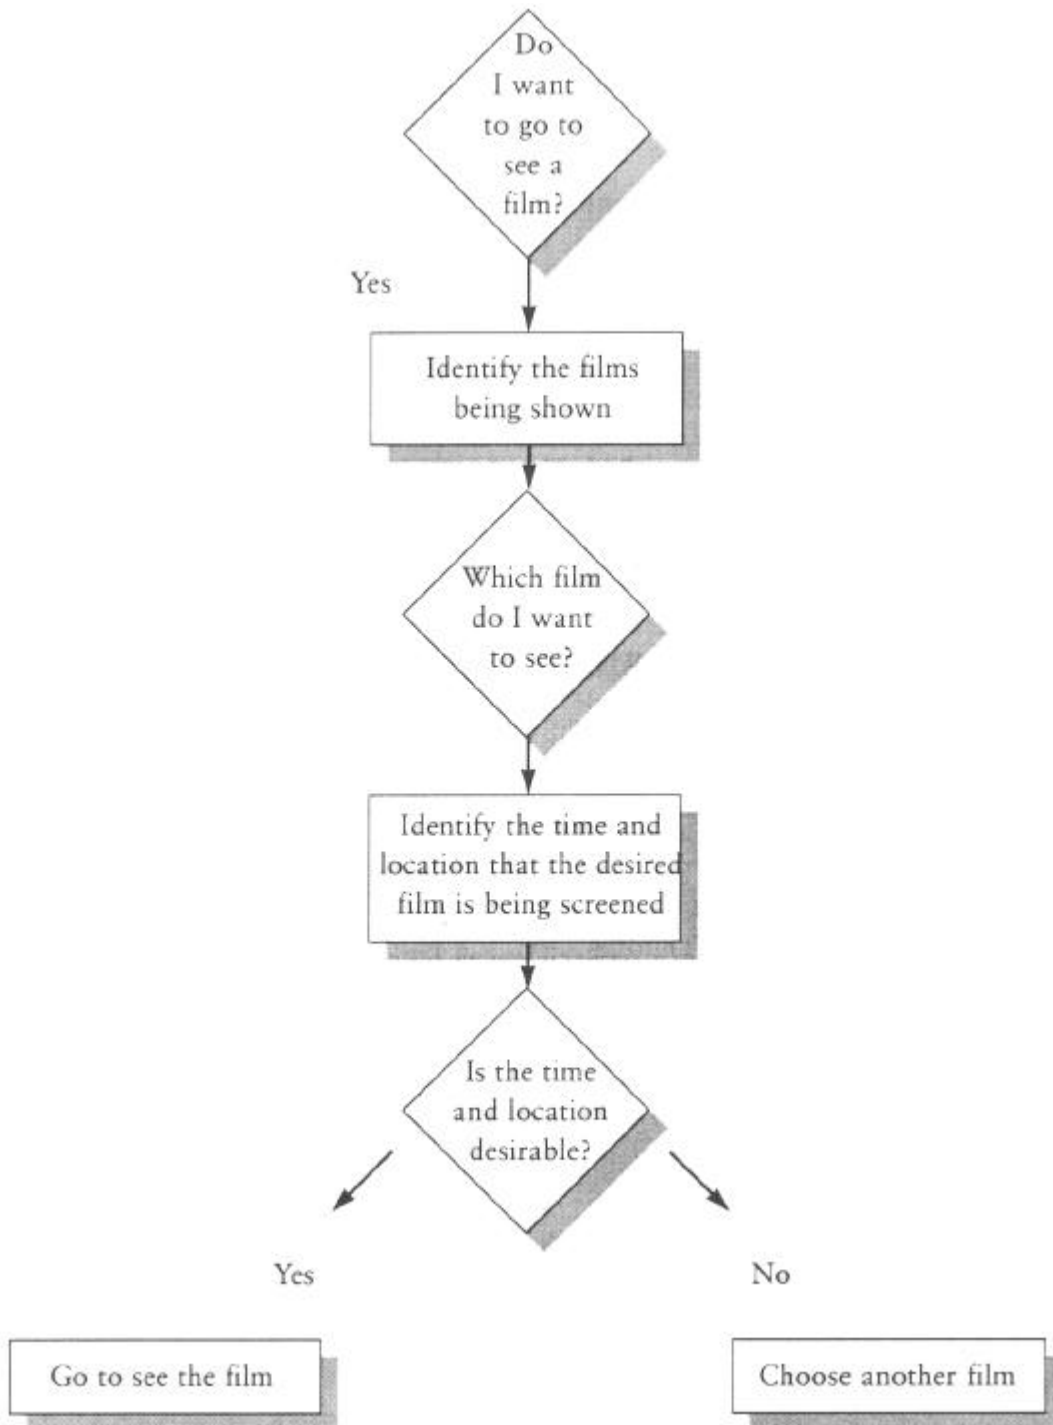 Do
I want
to go to
see a
film?
Yes
Identify the films
being shown
Which film
do I want
to see?
Identify the time and
location that the desired
film is being screened
Is the time
and location
desirable?
Yes
No
Go to see the film
Choose another film